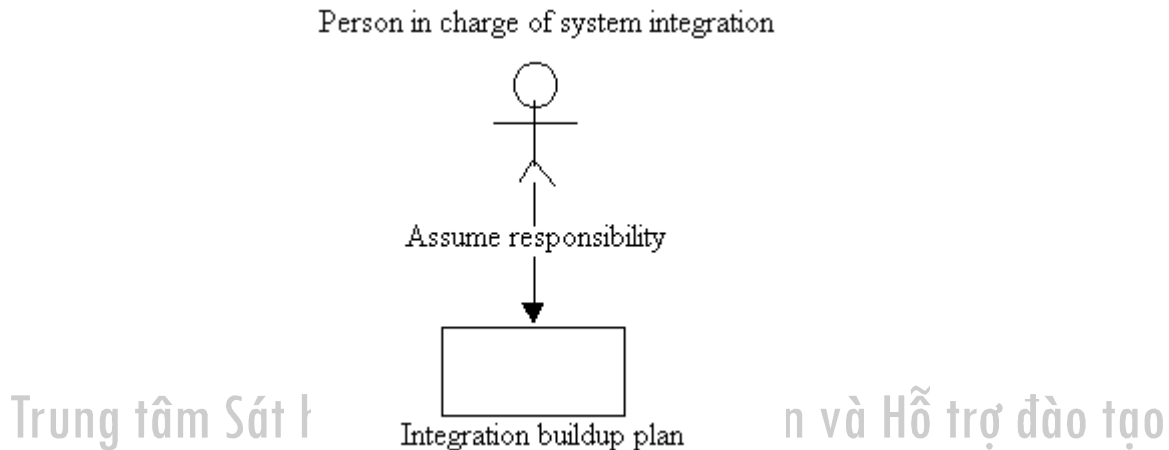 Person in charge of system integration
Assume responsibility
Trung tâm Sát n và Hỗ trợ đào tạo
Integration buildup plan